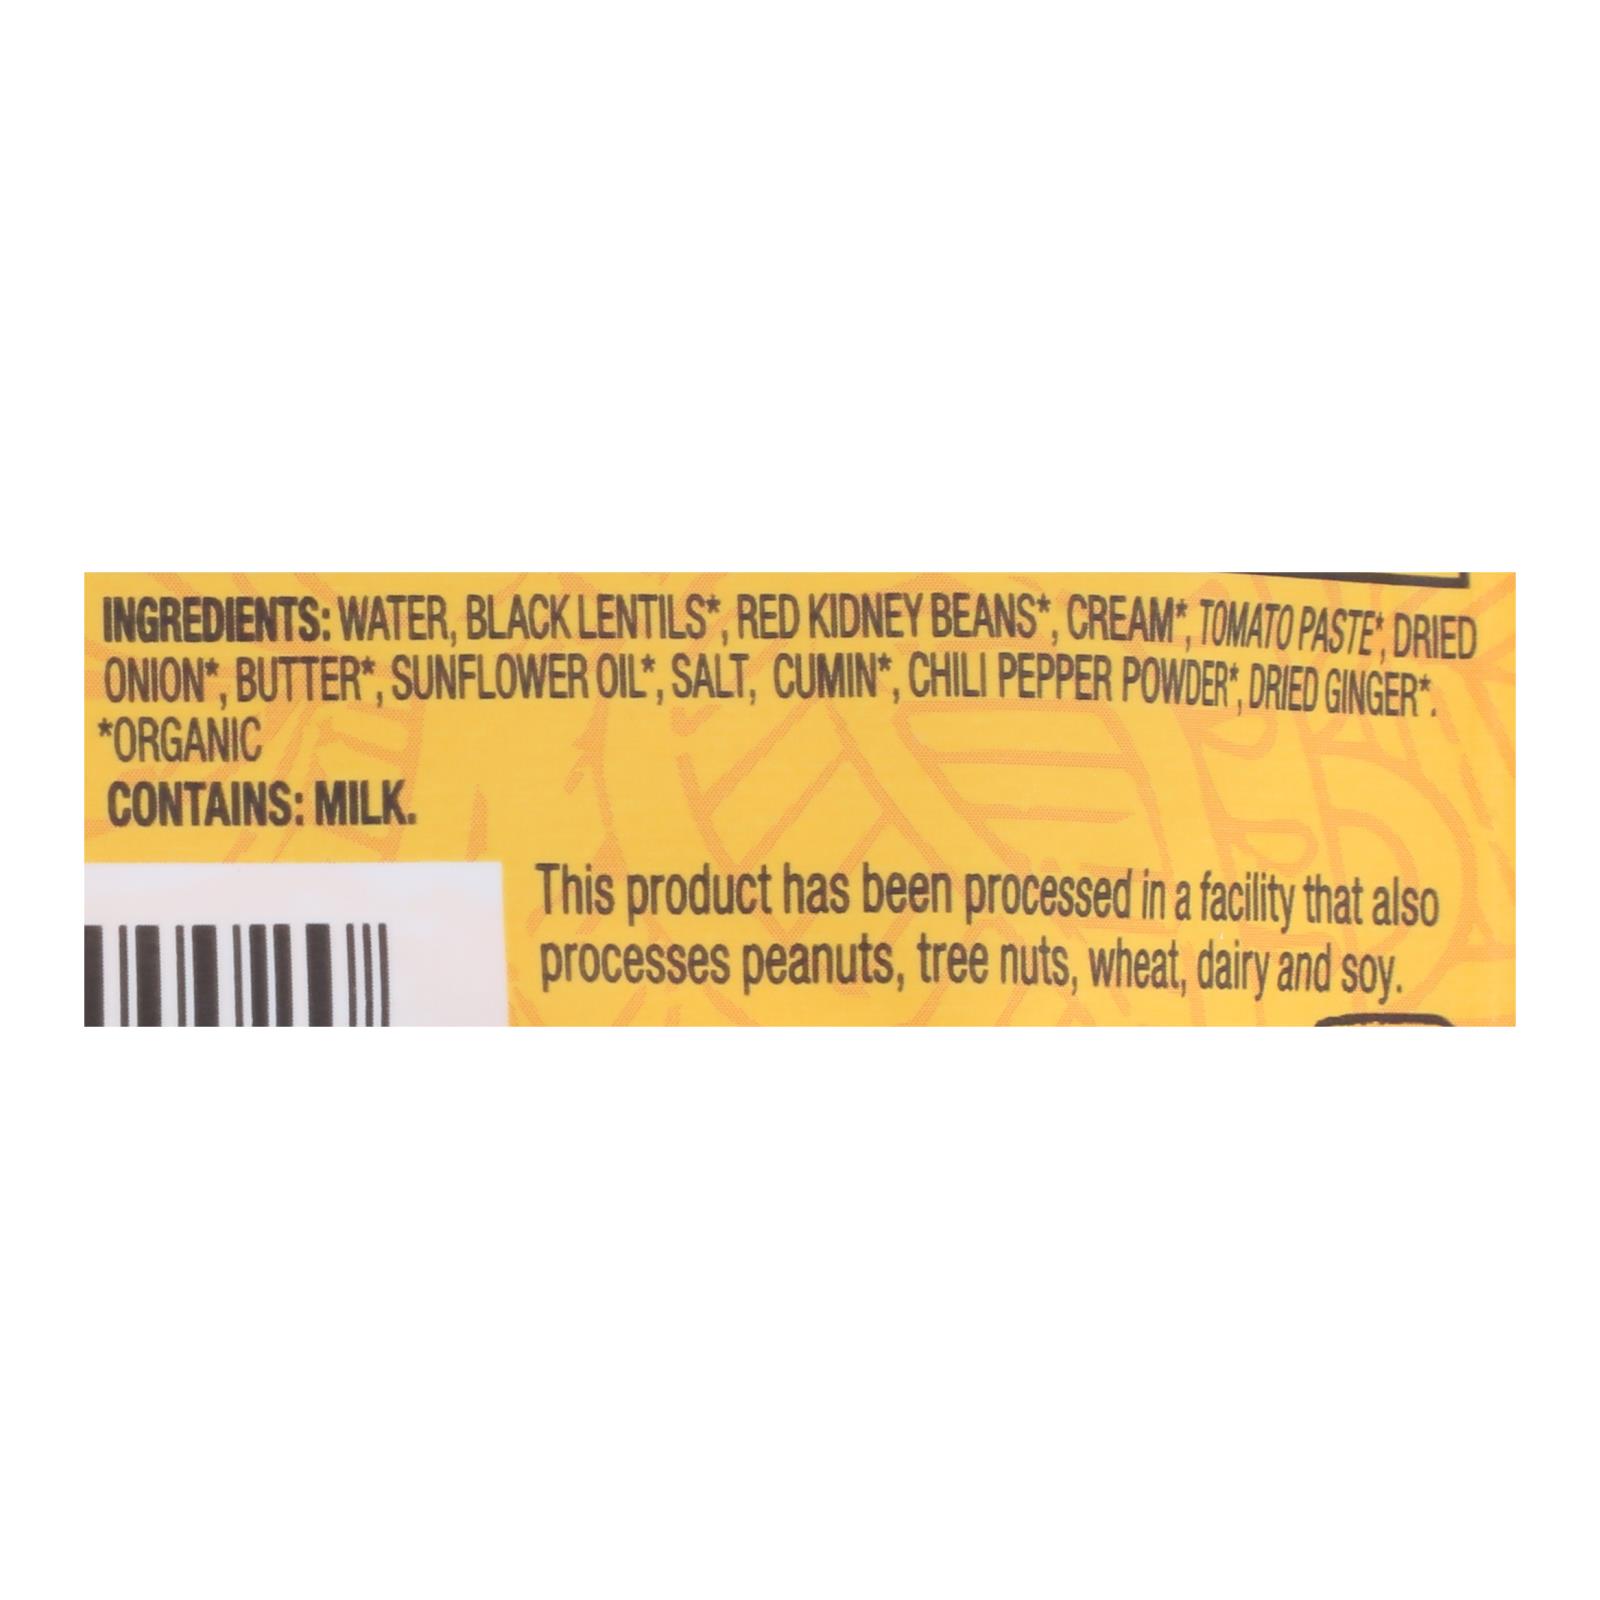 INGREDIENTS: WATER, BLACK LENTILS*, RED KIDNEY BEANS*, CREAM*, TOMATO PASTE*, DRIED
ONION*, BUTTER*, SUNFLOWER OIL*, SALT, CUMIN*, CHILI PEPPER POWDER*, DRIED GINGER*.
*ORGANIC
CONTAINS: MILK.
This product has been processed in a facility that also
processes peanuts, tree nuts, wheat, dairy and soy.